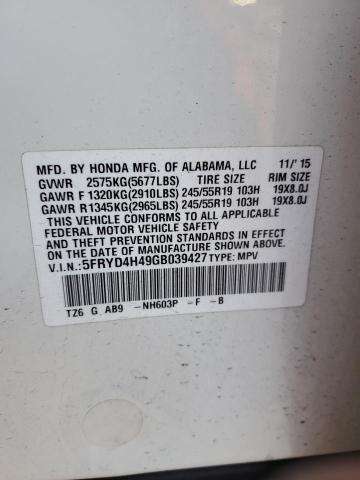 MFD. BY HONDA MFG. OF ALABAMA, LLC 11/'15
GVWR 2575KG(5677LBS) TIRE SIZE RIM SIZE
GAWR F 1320KG(2910LBS) 245/55R19 103H 19X8.0J
GAWR R1345KG(2965LBS) 245/55R19 103H 19X8.0J
THIS VEHICLE CONFORMS TO ALL APPLICABLE
FEDERAL MOTOR VEHICLE SAFETY
STANDARDS AND THEFT PREVENTION STANDARD IN EFFECT
ON THE DATE OF MANUFACTURE SHOWN ABOVE.
V.I.N.:5FRYD4H49GB039427 TYPE: MPV
TZ6 G AB9 -NH603P -F -B